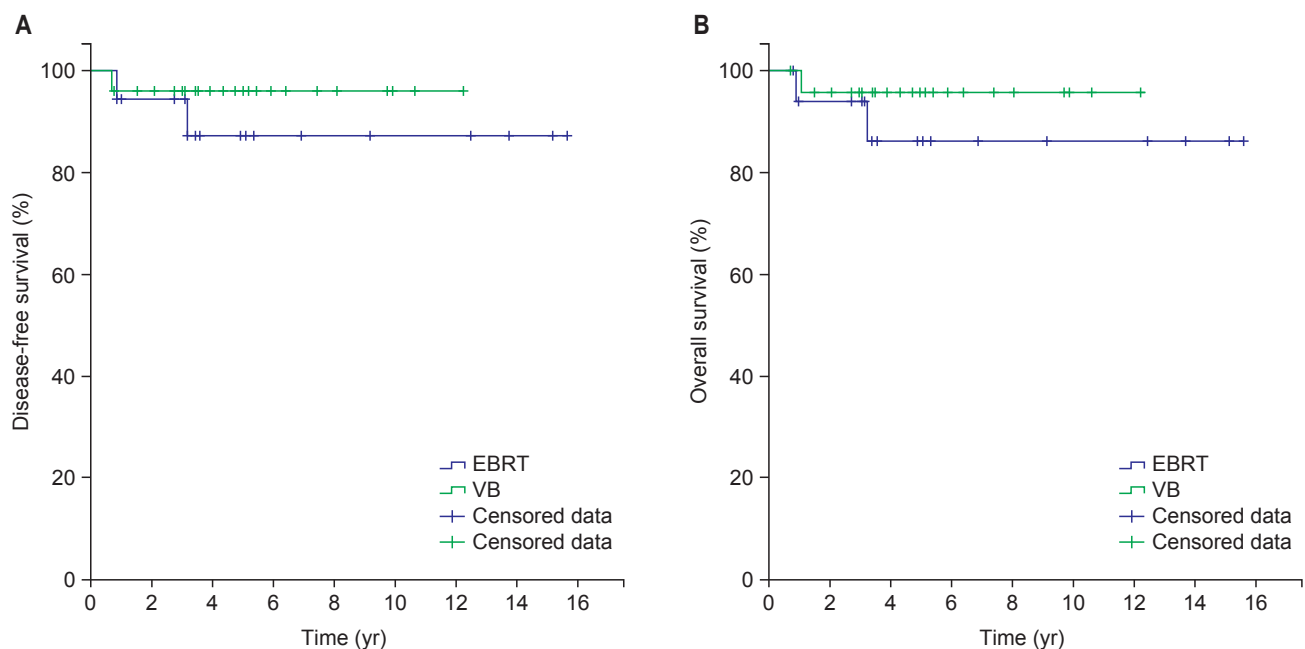 A
Disease-free survival (%)
100
80
60
40
20
0
0 2 4 6 8 10 12 14 16
Time (yr)
EBRT
VB
Censored data
Censored data
B
Overall survival (%)
100
80
60
40
20
0
0 2 4 6 8 10 12 14 16
Time (yr)
EBRT
VB
Censored data
Censored data